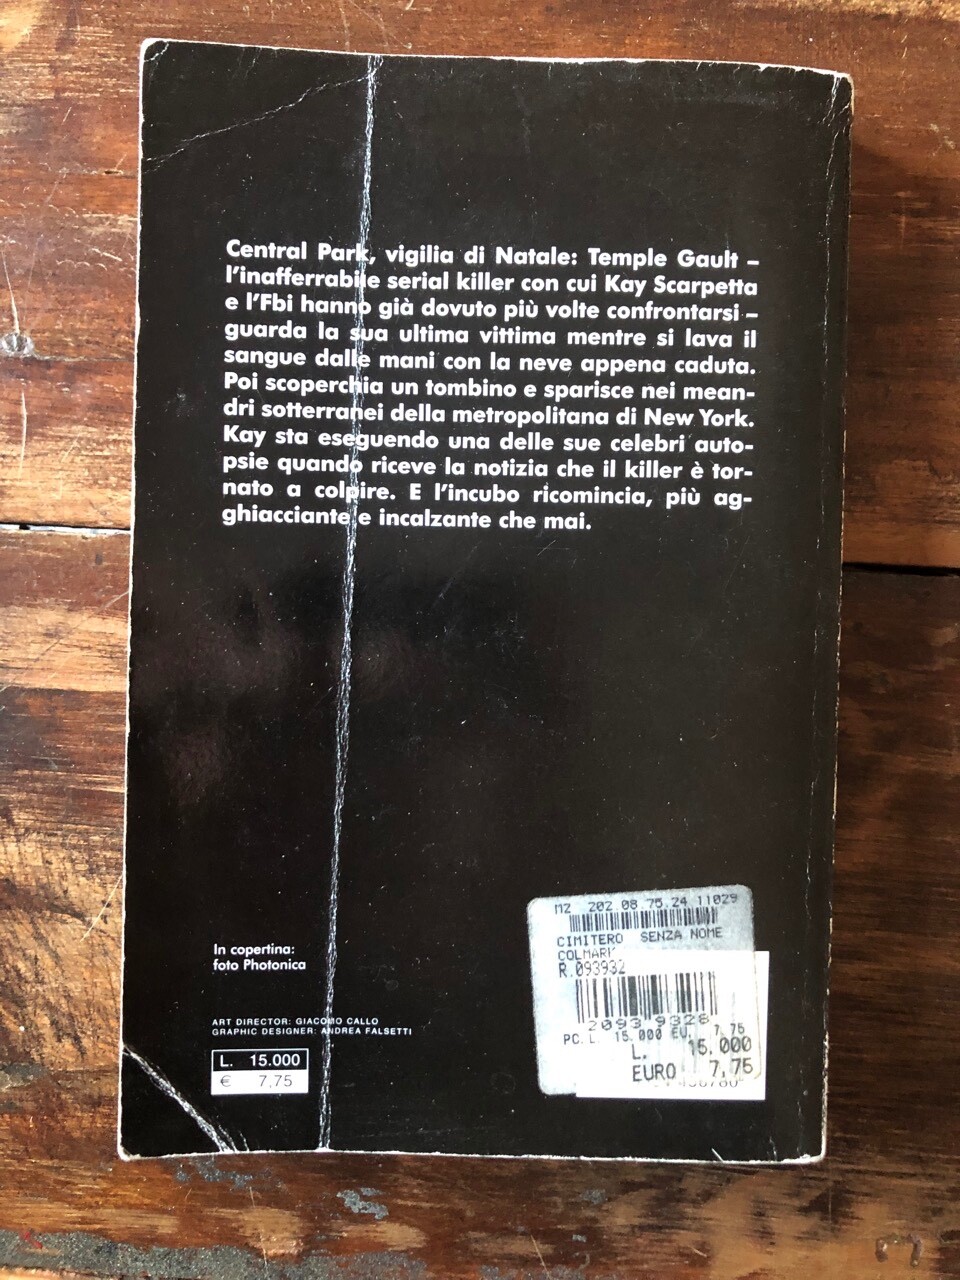 Central Park, vigilia di Natale: Temple Gault –
l'inafferrabile serial killer con cui Kay Scarpetta
e l'Fbi hanno già dovuto più volte confrontarsi –
guarda la sua ultima vittima mentre si lava il
sangue dalle mani con la neve appena caduta.
Poi scoperchia un tombino e sparisce nei mean-
dri sotterranei della metropolitana di New York.
Kay sta eseguendo una delle sue celebri auto-
psie quando riceve la notizia che il killer è tor-
nato a colpire. E l'incubo ricomincia, più ag-
ghiacciante e incalzante che mai.
In copertina:
foto Photonica
ART DIRECTOR: GIACOMO CALLO
GRAPHIC DESIGNER: ANDREA FALSETTI
L. 15.000
€ 7,75
MZ 202.08.75.24 11029
CIMITERO SENZA NOME
R.093932
2093 9328
PC.L. 15.000 EU. 7,75
L. 15.000
EURO 7,75